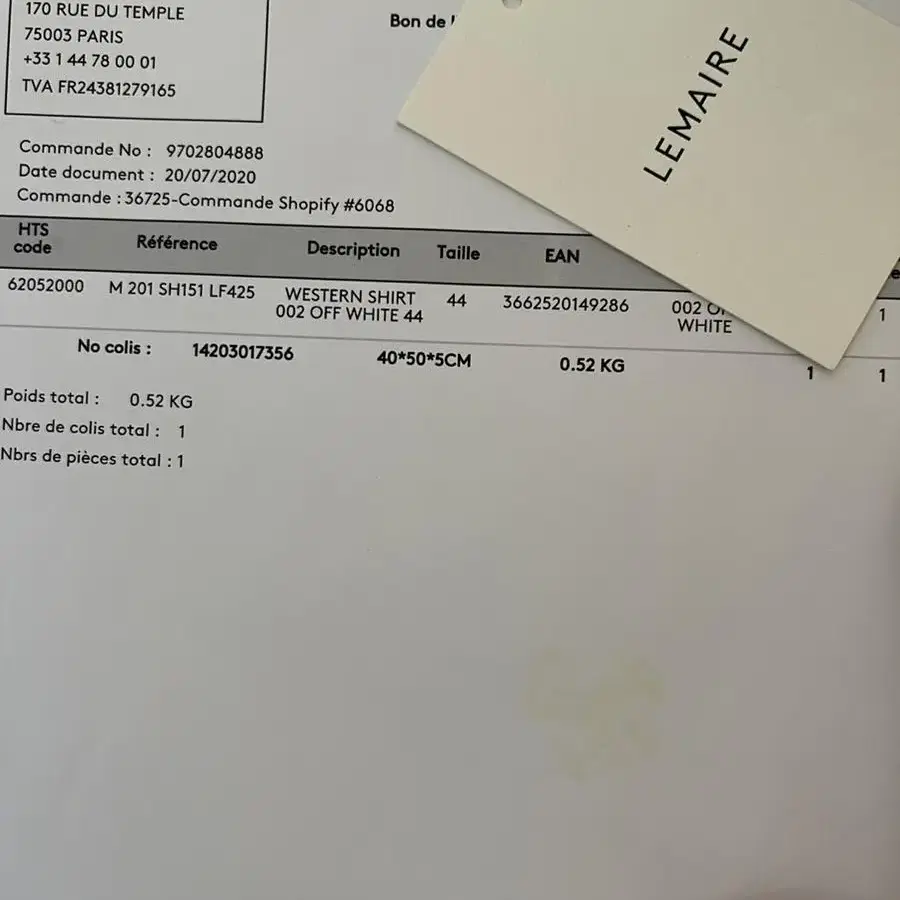 170 RUE DU TEMPLE
75003 PARIS
+33 1 44 78 00 01
TVA FR24381279165
Bon de
LEMAIRE
Commande No : 9702804888
Date document : 20/07/2020
Commande : 36725-Commande Shopify #6068
HTS code Référence Description Taille EAN
62052000 M 201 SH151 LF425 WESTERN SHIRT 44 3662520149286 002 1
002 OFF WHITE 44 WHITE
No colis : 14203017356 40*50*5CM 0.52 KG 1 1
Poids total : 0.52 KG
Nbre de colis total : 1
Nbrs de pièces total : 1